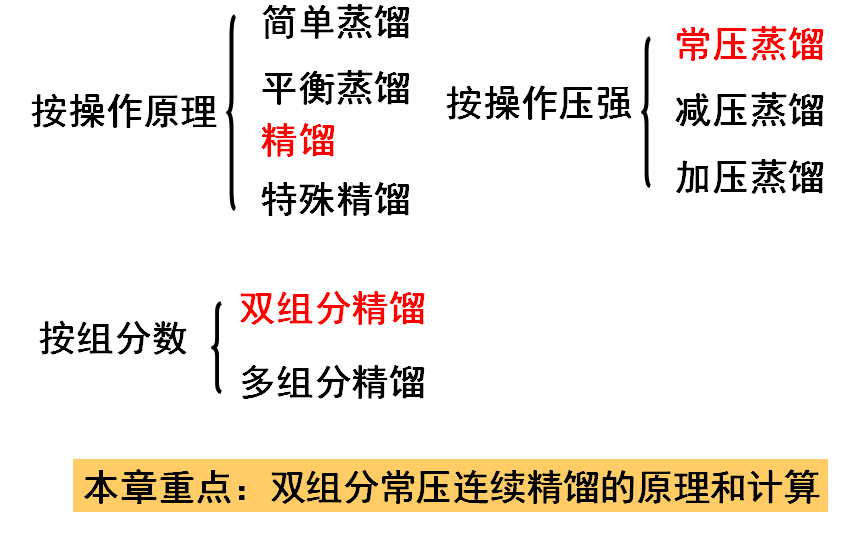 按操作原理
简单蒸馏
平衡蒸馏
精馏
特殊精馏
按操作压强
常压蒸馏
减压蒸馏
加压蒸馏
按组分数
双组分精馏
多组分精馏
本章重点：双组分常压连续精馏的原理和计算